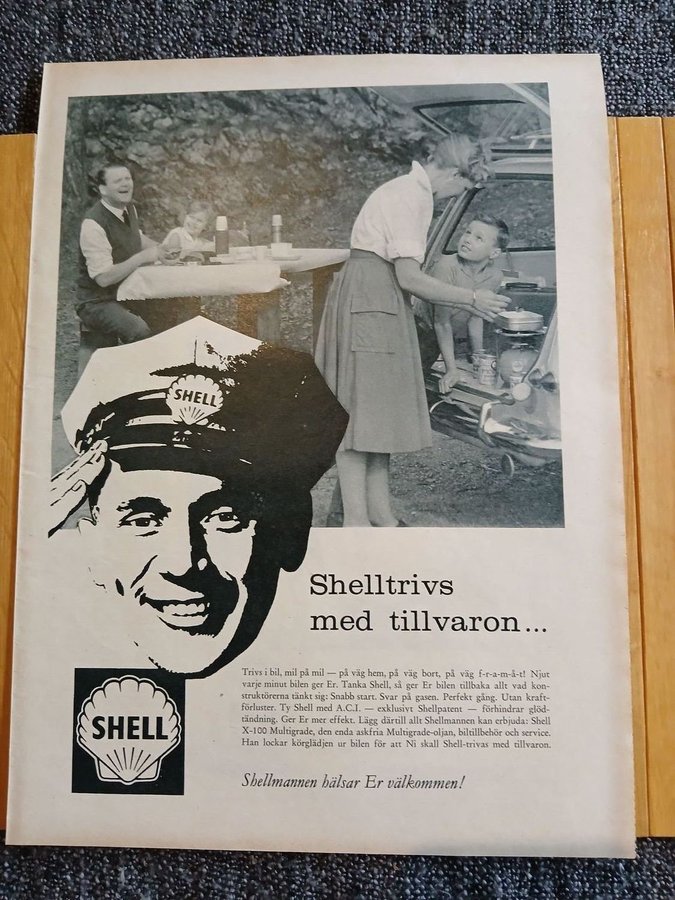 SHELL
Shelltrivs
med tillvaron...
Trivs i bil, mil på mil — på väg hem, på väg bort, på väg f-r-a-m-å-t! Njut
varje minut bilen ger Er. Tanka Shell, så ger Er bilen tillbaka allt vad kon-
struktörerna tänkt sig: Snabb start. Svar på gasen. Perfekt gång. Utan kraft-
förluster. Ty Shell med A.C.I. — exklusivt Shellpatent — förhindrar glöd-
tändning. Ger Er mer effekt. Lägg därtill allt Shellmannen kan erbjuda: Shell
X-100 Multigrade, den enda askfria Multigrade-oljan, biltillbehör och service.
Han lockar körglädjen ur bilen för att Ni skall Shell-trivas med tillvaron.
SHELL
Shellmannen hälsar Er välkommen!